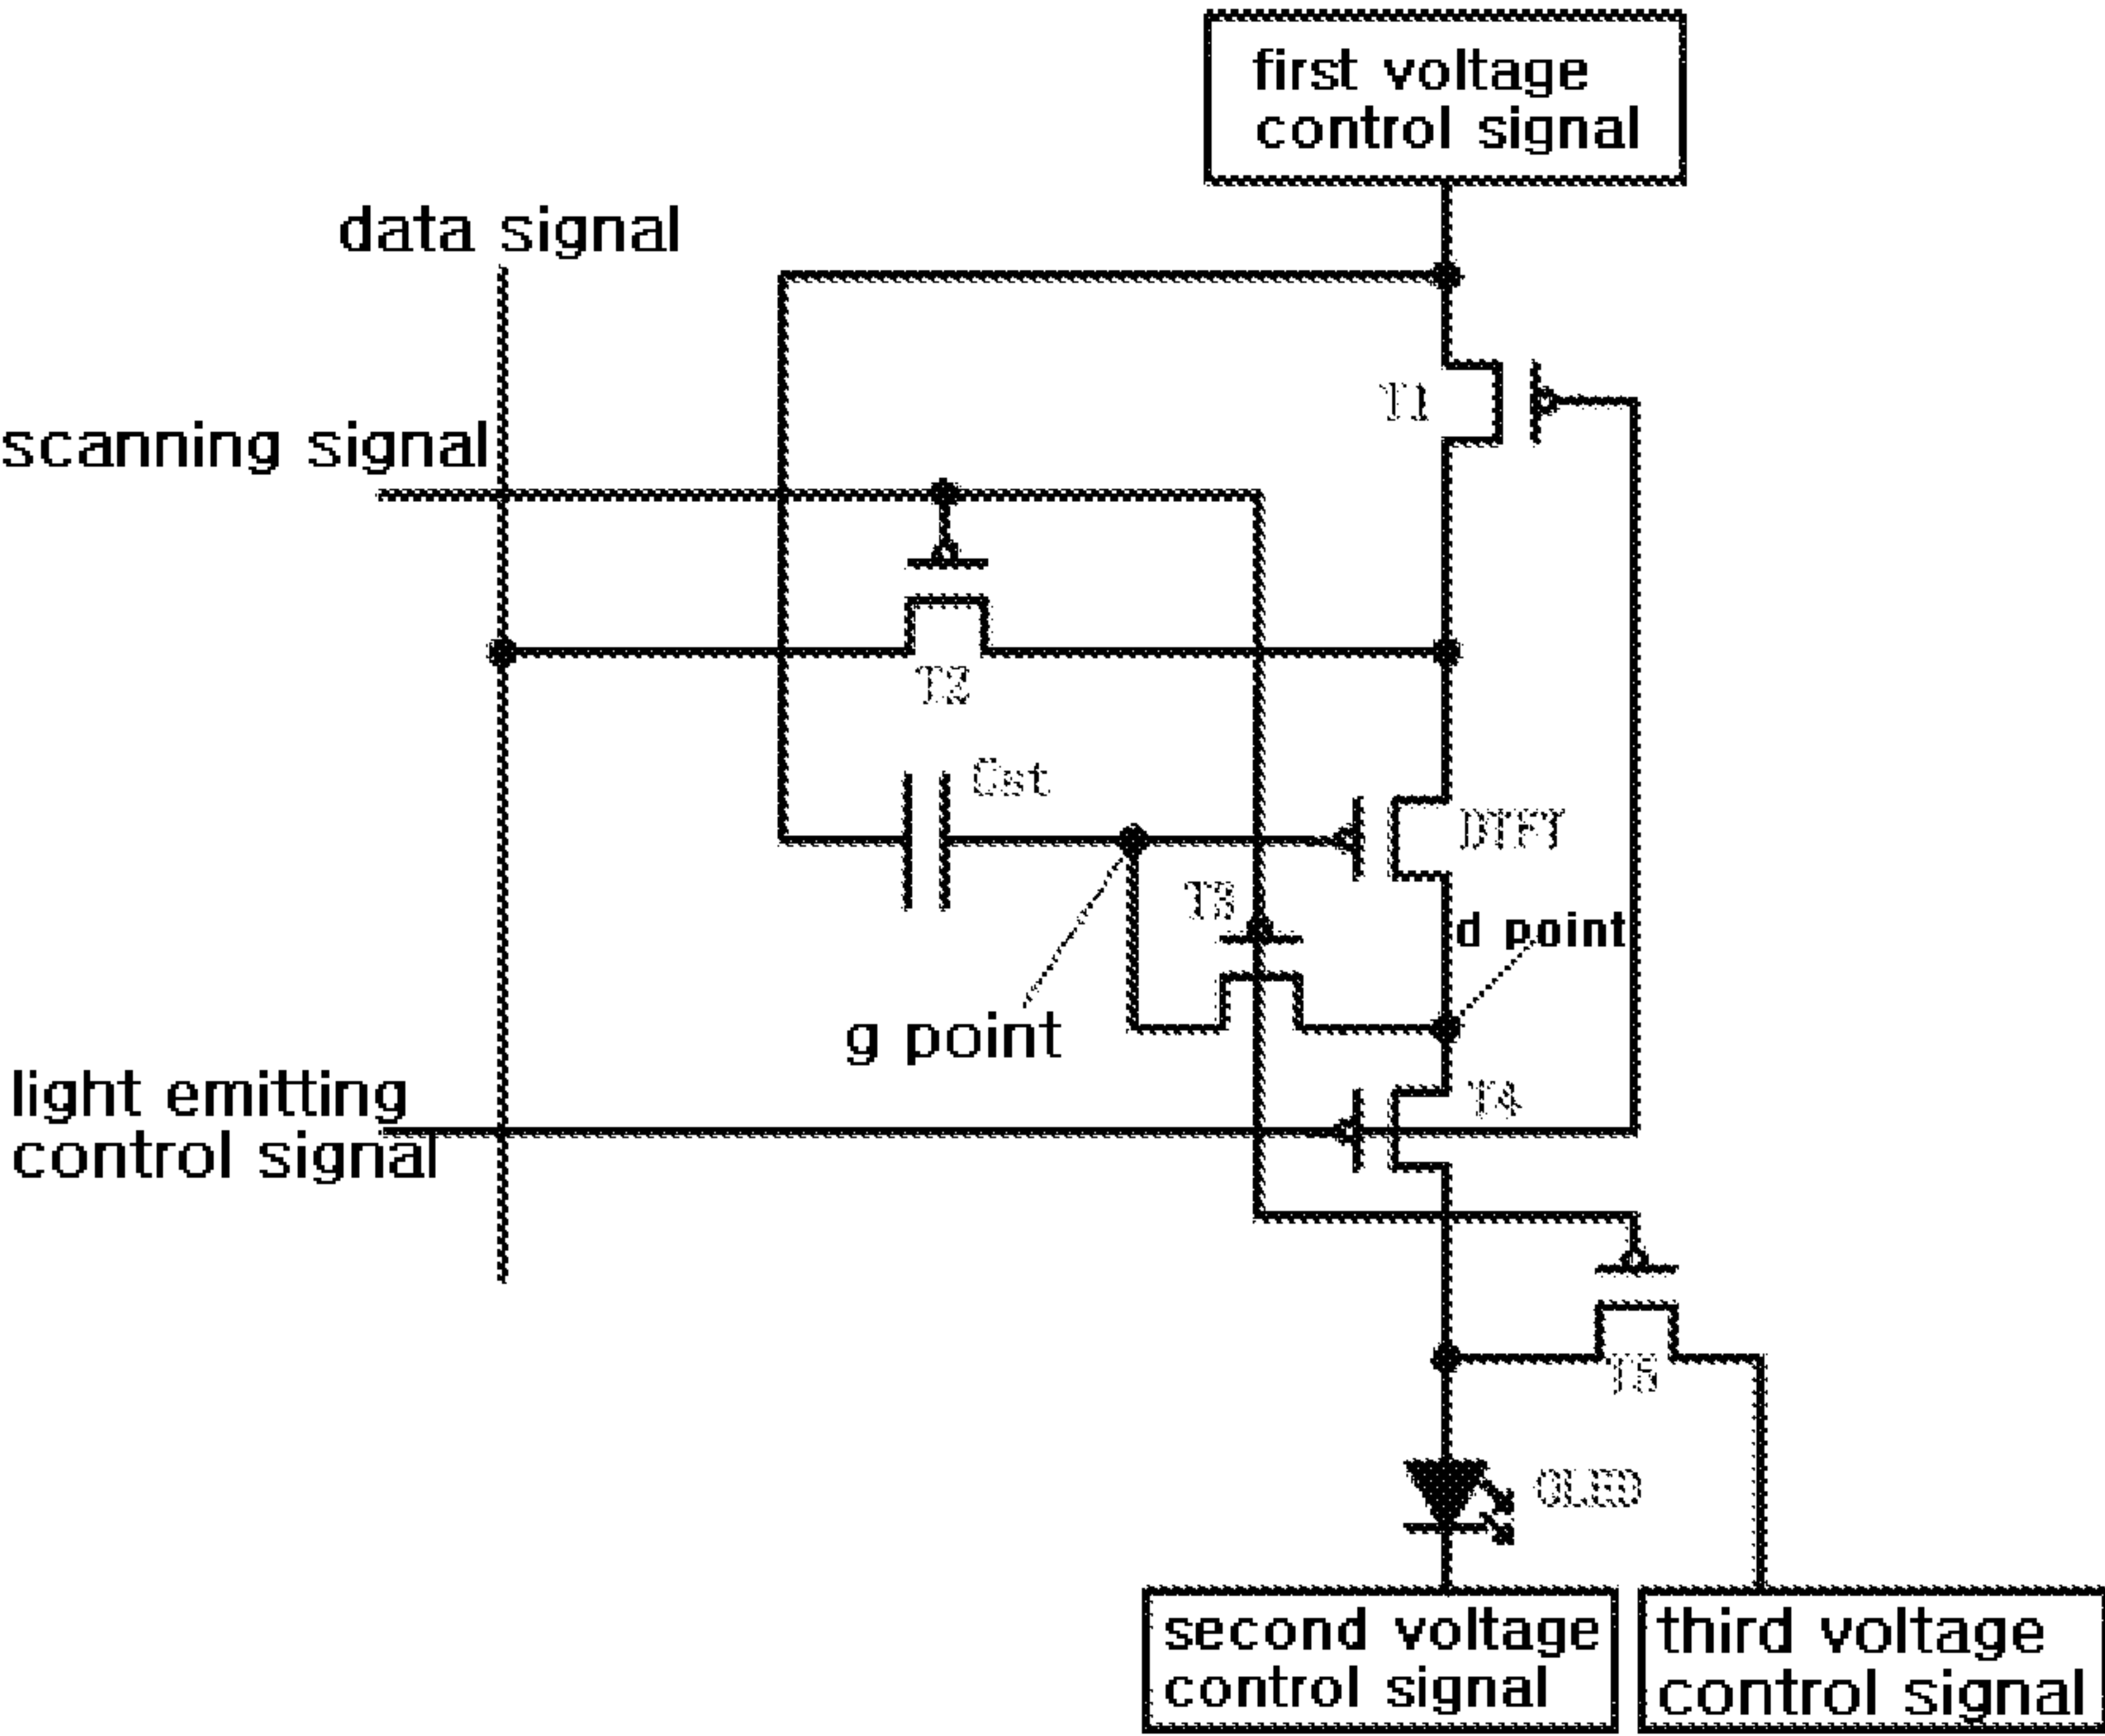 first voltage
control signal
data signal
scanning signal
T1
T2
Cst
DTFT
T3
d point
g point
light emitting
control signal
T4
T5
OLED
second voltage
control signal
third voltage
control signal